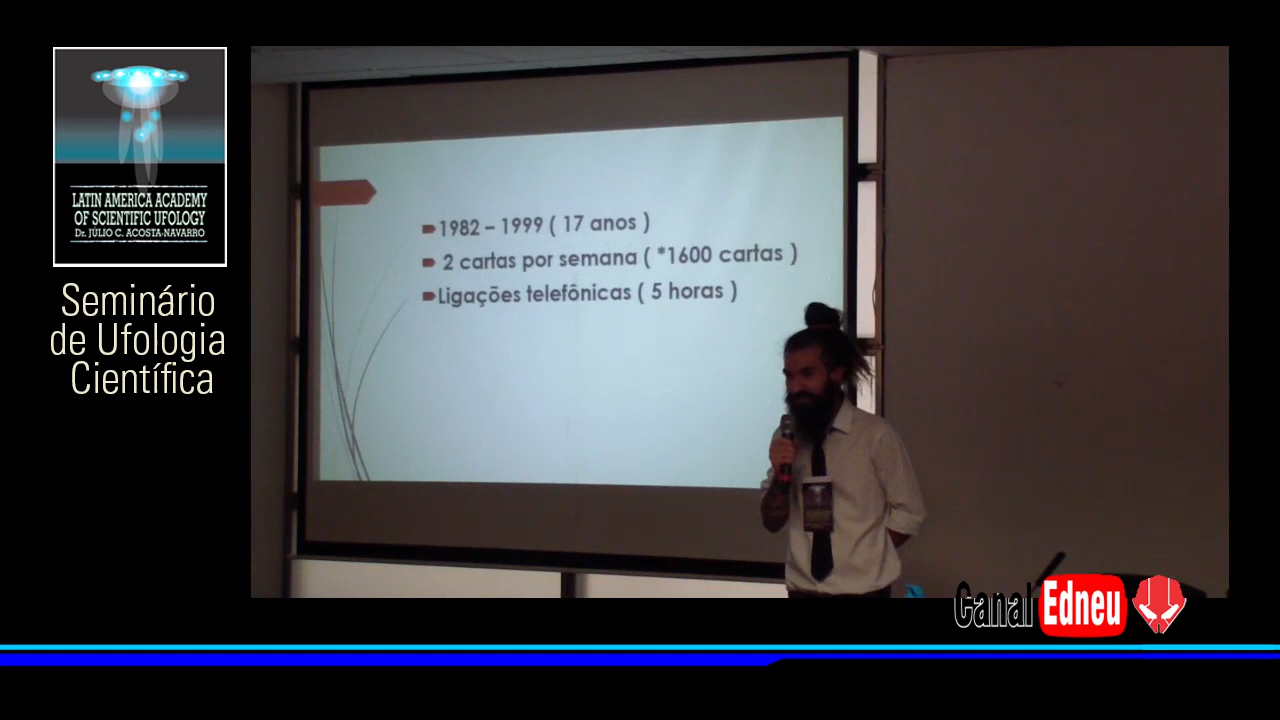 LATIN AMERICA ACADEMY
OF SCIENTIFIC UFOLOGY
Dr. JÚLIO C. ACOSTA-NAVARRO
Seminário
de Ufologia
Científica
1982 – 1999 ( 17 anos )
2 cartas por semana ( *1600 cartas )
Ligações telefônicas ( 5 horas )
Canal Edneu